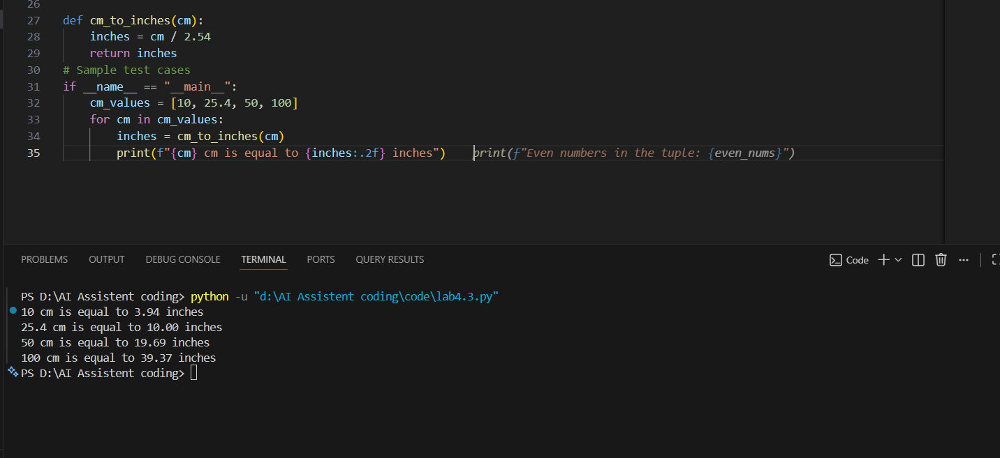 26
27 def cm_to_inches(cm):
28     inches = cm / 2.54
29     return inches
30 # Sample test cases
31 if __name__ == "__main__":
32     cm_values = [10, 25.4, 50, 100]
33     for cm in cm_values:
34         inches = cm_to_inches(cm)
35         print(f"{cm} cm is equal to {inches:.2f} inches")    print(f"Even numbers in the tuple: {even_nums}")
PROBLEMS OUTPUT DEBUG CONSOLE TERMINAL PORTS QUERY RESULTS Code
PS D:\AI Assistent coding> python -u "d:\AI Assistent coding\code\lab4.3.py"
10 cm is equal to 3.94 inches
25.4 cm is equal to 10.00 inches
50 cm is equal to 19.69 inches
100 cm is equal to 39.37 inches
PS D:\AI Assistent coding>